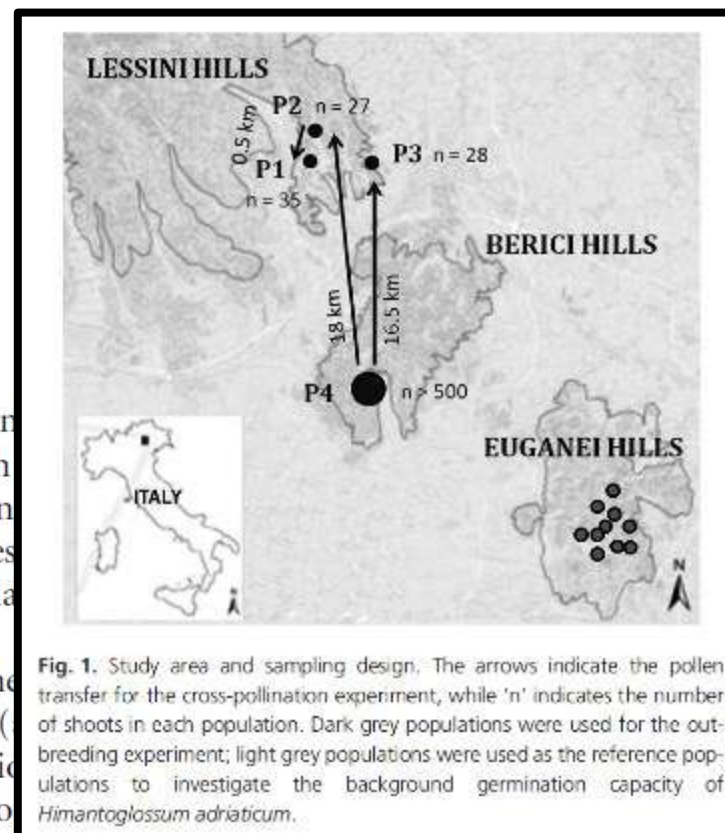 LESSINI HILLS
P2 n = 27
0.5 km
P1
P3 n = 28
n = 35
BERICI HILLS
18 km
16.5 km
P4
n > 500
EUGANEI HILLS
ITALY
N
N
Fig. 1. Study area and sampling design. The arrows indicate the pollen
transfer for the cross-pollination experiment, while 'n' indicates the number
of shoots in each population. Dark grey populations were used for the out-
breeding experiment; light grey populations were used as the reference pop-
ulations to investigate the background germination capacity of
Himantoglossum adriaticum.